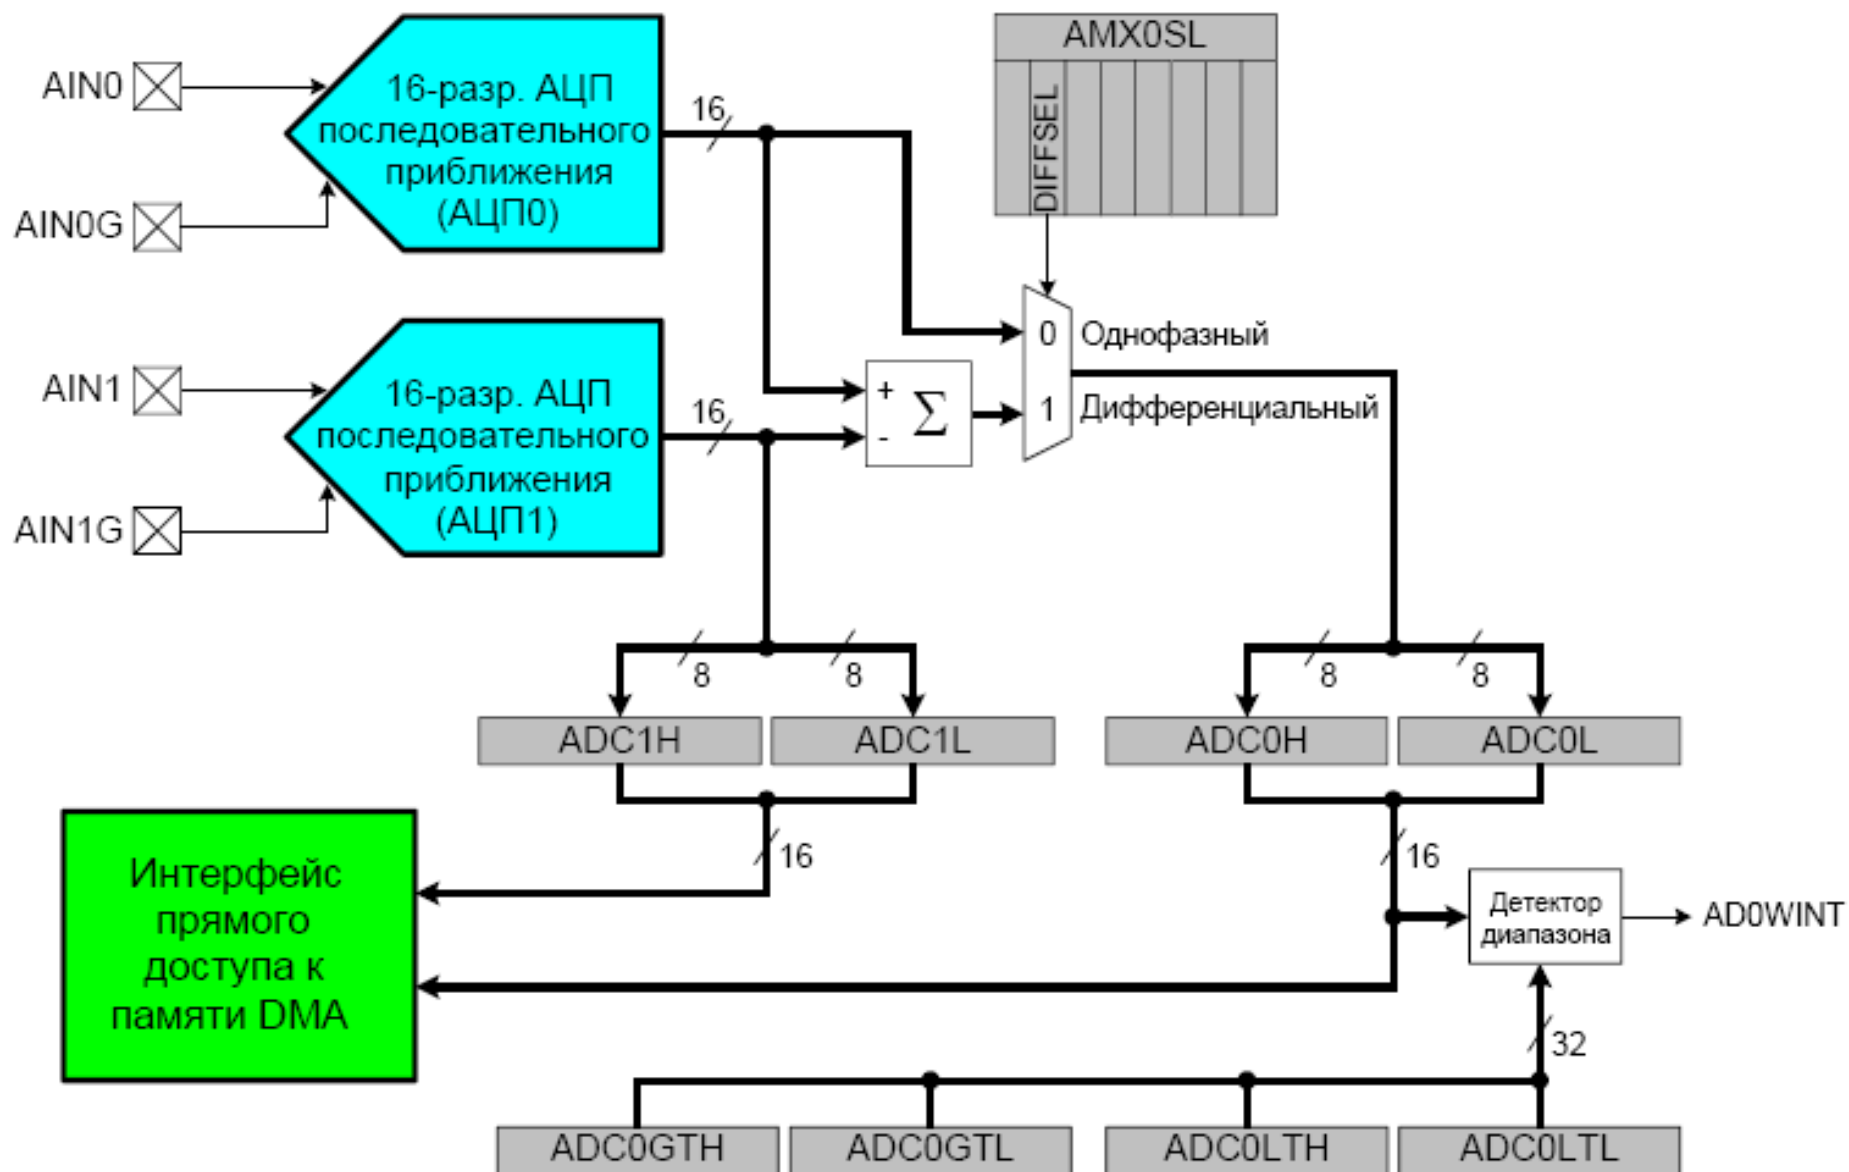 AMX0SL
DIFFSEL
AIN0
AIN0G
16-разр. АЦП
последовательного
приближения
(АЦП0)
16
AIN1
AIN1G
16-разр. АЦП
последовательного
приближения
(АЦП1)
16
+
-
Σ
0 Однофазный
1 Дифференциальный
8
8
8
8
ADC1H
ADC1L
ADC0H
ADC0L
16
16
Интерфейс
прямого
доступа к
памяти DMA
Детектор
диапазона
AD0WINT
32
ADC0GTH
ADC0GTL
ADC0LTH
ADC0LTL